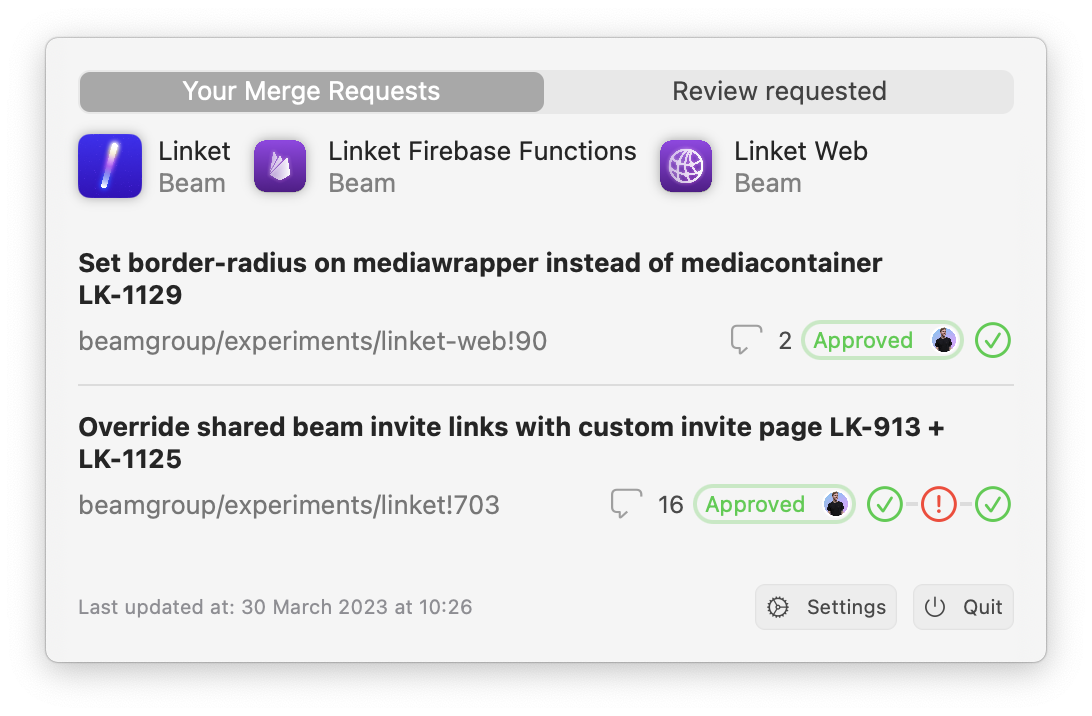 Your Merge Requests
Review requested
Linket
Beam
Linket Firebase Functions
Beam
Linket Web
Beam
Set border-radius on mediawrapper instead of mediacontainer
LK-1129
beamgroup/experiments/linket-web!90
2
Approved
Override shared beam invite links with custom invite page LK-913 +
LK-1125
beamgroup/experiments/linket!703
16
Approved
Last updated at: 30 March 2023 at 10:26
Settings
Quit